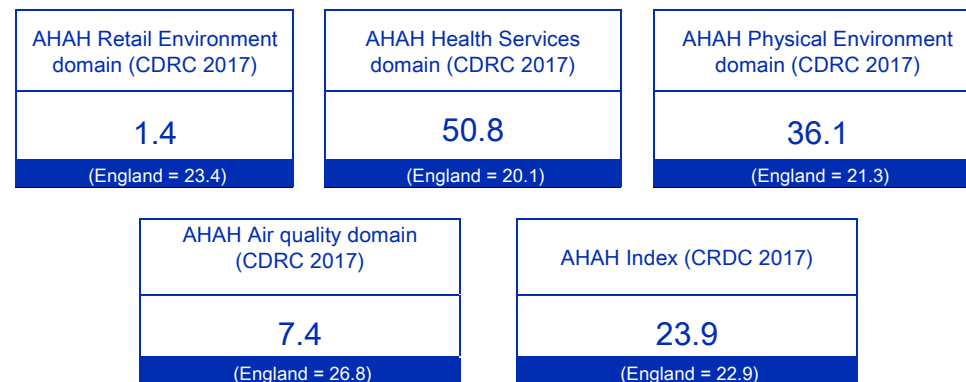 AHAH Retail Environment
domain (CDRC 2017)
1.4
(England = 23.4)
AHAH Health Services
domain (CDRC 2017)
50.8
(England = 20.1)
AHAH Physical Environment
domain (CDRC 2017)
36.1
(England = 21.3)
AHAH Air quality domain
(CDRC 2017)
7.4
(England = 26.8)
AHAH Index (CRDC 2017)
23.9
(England = 22.9)